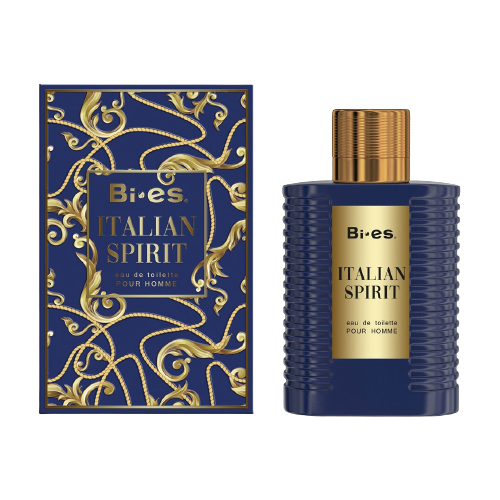 Bi·es.
ITALIAN
SPIRIT
eau de toilette
POUR HOMME
Bi·es.
ITALIAN
SPIRIT
eau de toilette
POUR HOMME